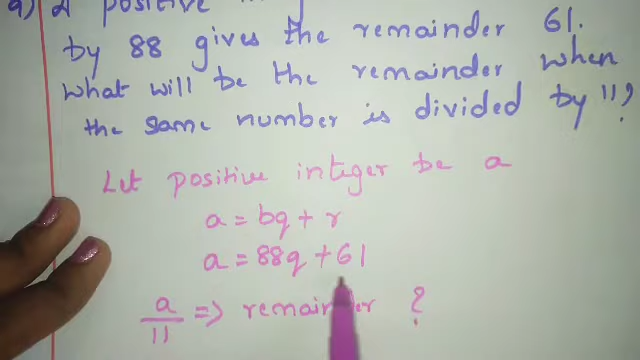 9) A positive
by 88 gives the remainder 61.
what will be the remainder when
the same number is divided by 11?
Let positive integer be a
a = bq + r
a = 88q + 61
a/11 => remainder ?